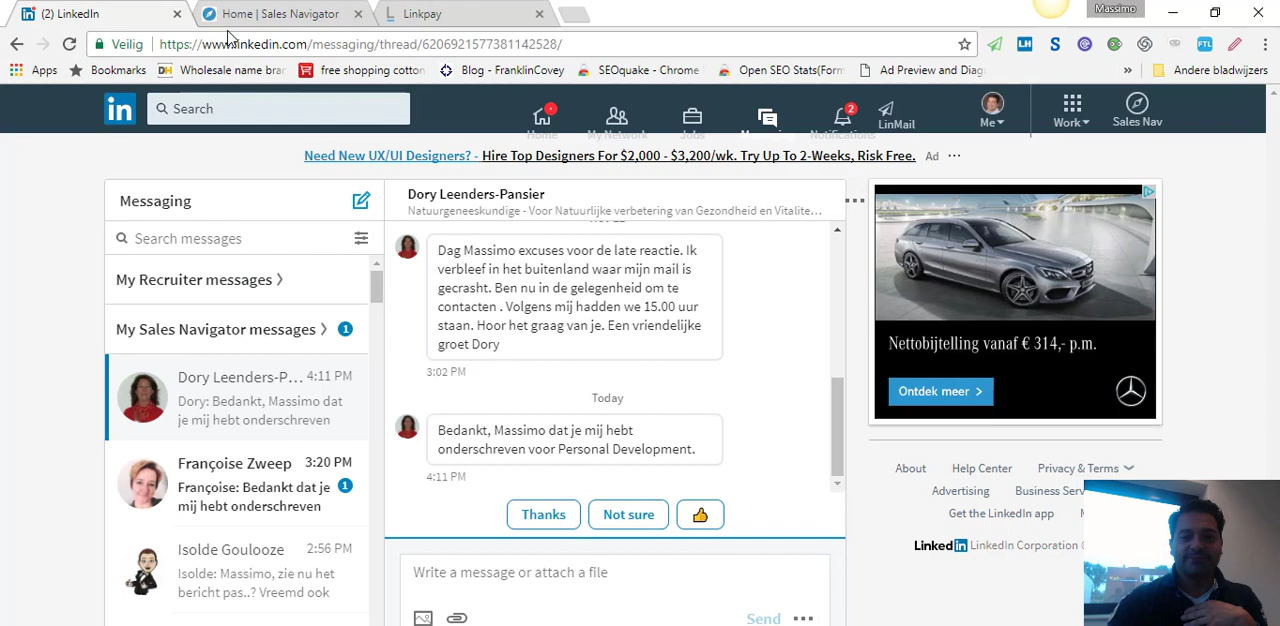 (2) LinkedIn
Home | Sales Navigator
Linkpay
Massimo
Veilig
https://www.linkedin.com/messaging/thread/6206921577381142528/
Apps
Bookmarks
Wholesale name brar
free shopping cotton
Blog - FranklinCovey
SEOquake - Chrome
Open SEO Stats(Form
Ad Preview and Diag
Andere bladwijzers
Search
Home
My Network
Jobs
Notifications
2
LinMail
Me
Work
Sales Nav
Need New UX/UI Designers? - Hire Top Designers For $2,000 - $3,200/wk. Try Up To 2-Weeks, Risk Free. Ad
Messaging
Search messages
My Recruiter messages
My Sales Navigator messages 1
Dory Leenders-P... 4:11 PM
Dory: Bedankt, Massimo dat
je mij hebt onderschreven
Françoise Zweep 3:20 PM
Françoise: Bedankt dat je 1
mij hebt onderschreven
Isolde Goulooze 2:56 PM
Isolde: Massimo, zie nu het
bericht pas..? Vreemd ook
Dory Leenders-Pansier
Natuurgeneeskundige - Voor Natuurlijke verbetering van Gezondheid en Vitalite...
Dag Massimo excuses voor de late reactie. Ik
verbleef in het buitenland waar mijn mail is
gecrasht. Ben nu in de gelegenheid om te
contacten . Volgens mij hadden we 15.00 uur
staan. Hoor het graag van je. Een vriendelijke
groet Dory
3:02 PM
Today
Bedankt, Massimo dat je mij hebt
onderschreven voor Personal Development.
4:11 PM
Thanks
Not sure
Write a message or attach a file
Send
Nettobijtelling vanaf € 314,- p.m.
Ontdek meer
About
Help Center
Privacy & Terms
Advertising
Business Serv
Get the LinkedIn app
LinkedIn LinkedIn Corporation ©